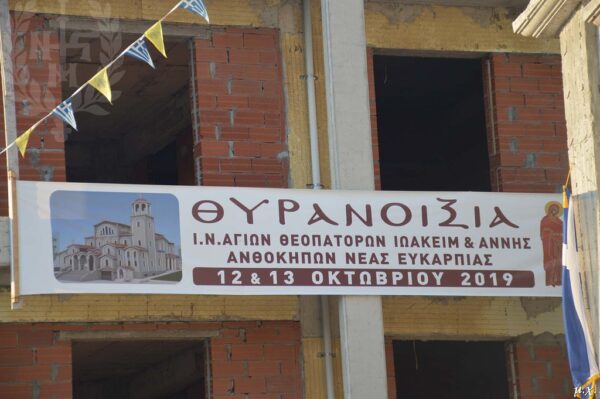 ΘΥΡΑΝΟΙΞΙΑ
Ι.Ν.ΑΓΙΩΝ ΘΕΟΠΑΤΟΡΩΝ ΙΩΑΚΕΙΜ & ΑΝΝΗΣ
ΑΝΘΟΚΗΠΩΝ ΝΕΑΣ ΕΥΚΑΡΠΙΑΣ
12 & 13 ΟΚΤΩΒΡΙΟΥ 2019
μ.χ.